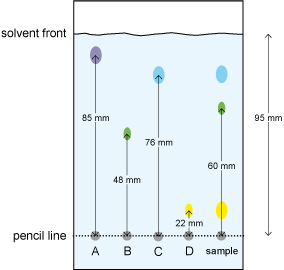 solvent front
85 mm
95 mm
76 mm
60 mm
48 mm
22 mm
pencil line
A B C D sample